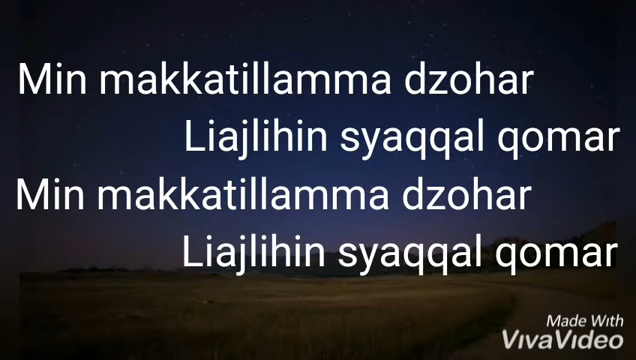 Min makkatillamma dzohar
Liajlihin syaqqal qomar
Min makkatillamma dzohar
Liajlihin syaqqal qomar
Made With
VivaVideo